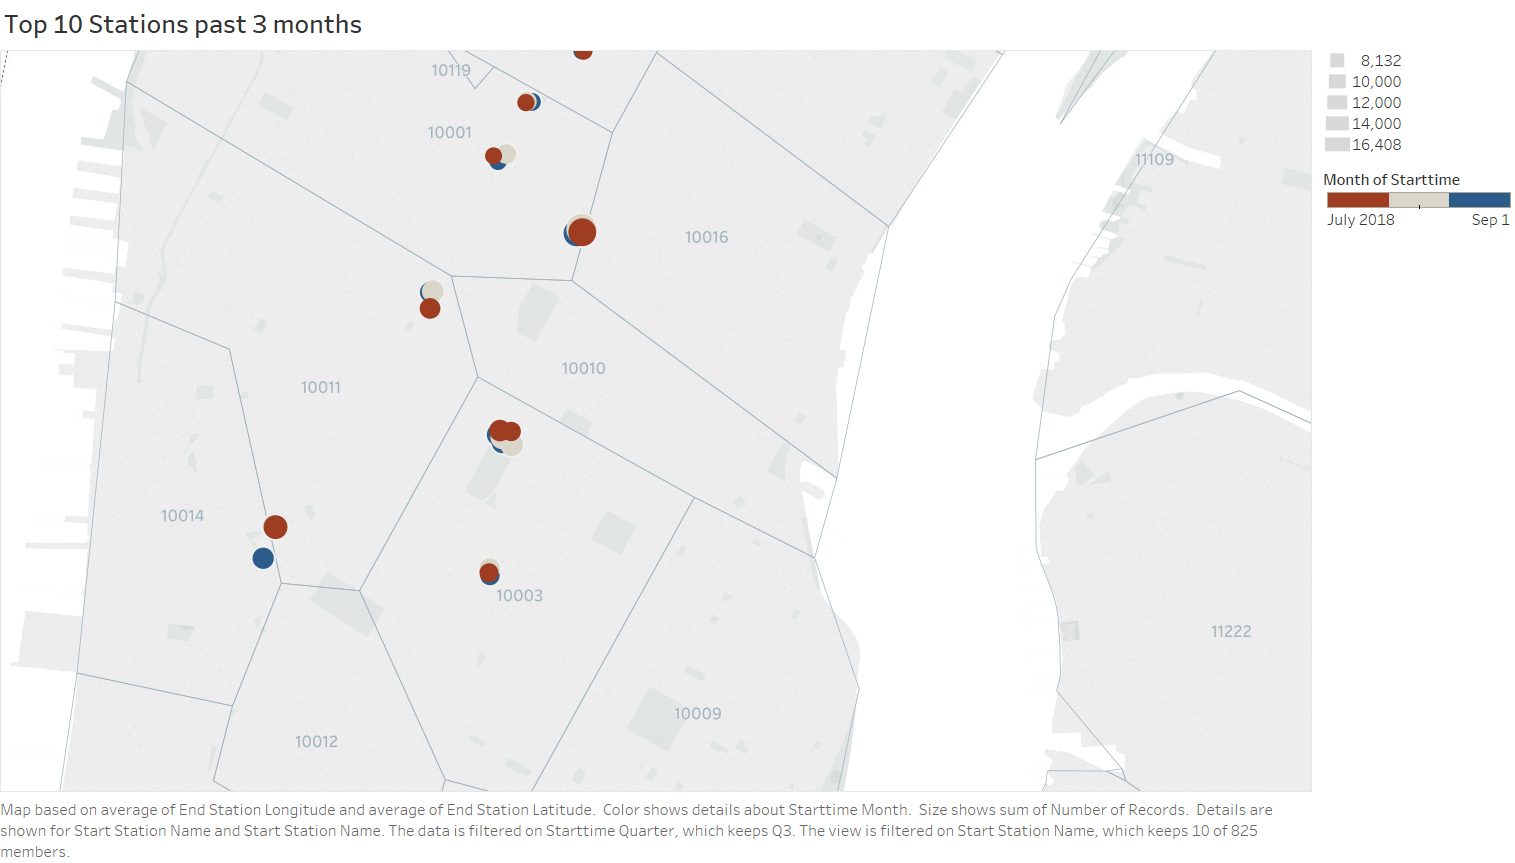 Top 10 Stations past 3 months
8,132
10,000
12,000
14,000
16,408
Month of Starttime
July 2018 Sep 1
10119
10001
11109
10016
10010
10011
10014
10003
11222
10009
10012
Map based on average of End Station Longitude and average of End Station Latitude.  Color shows details about Starttime Month.  Size shows sum of Number of Records.  Details are
shown for Start Station Name and Start Station Name. The data is filtered on Starttime Quarter, which keeps Q3. The view is filtered on Start Station Name, which keeps 10 of 825
members.